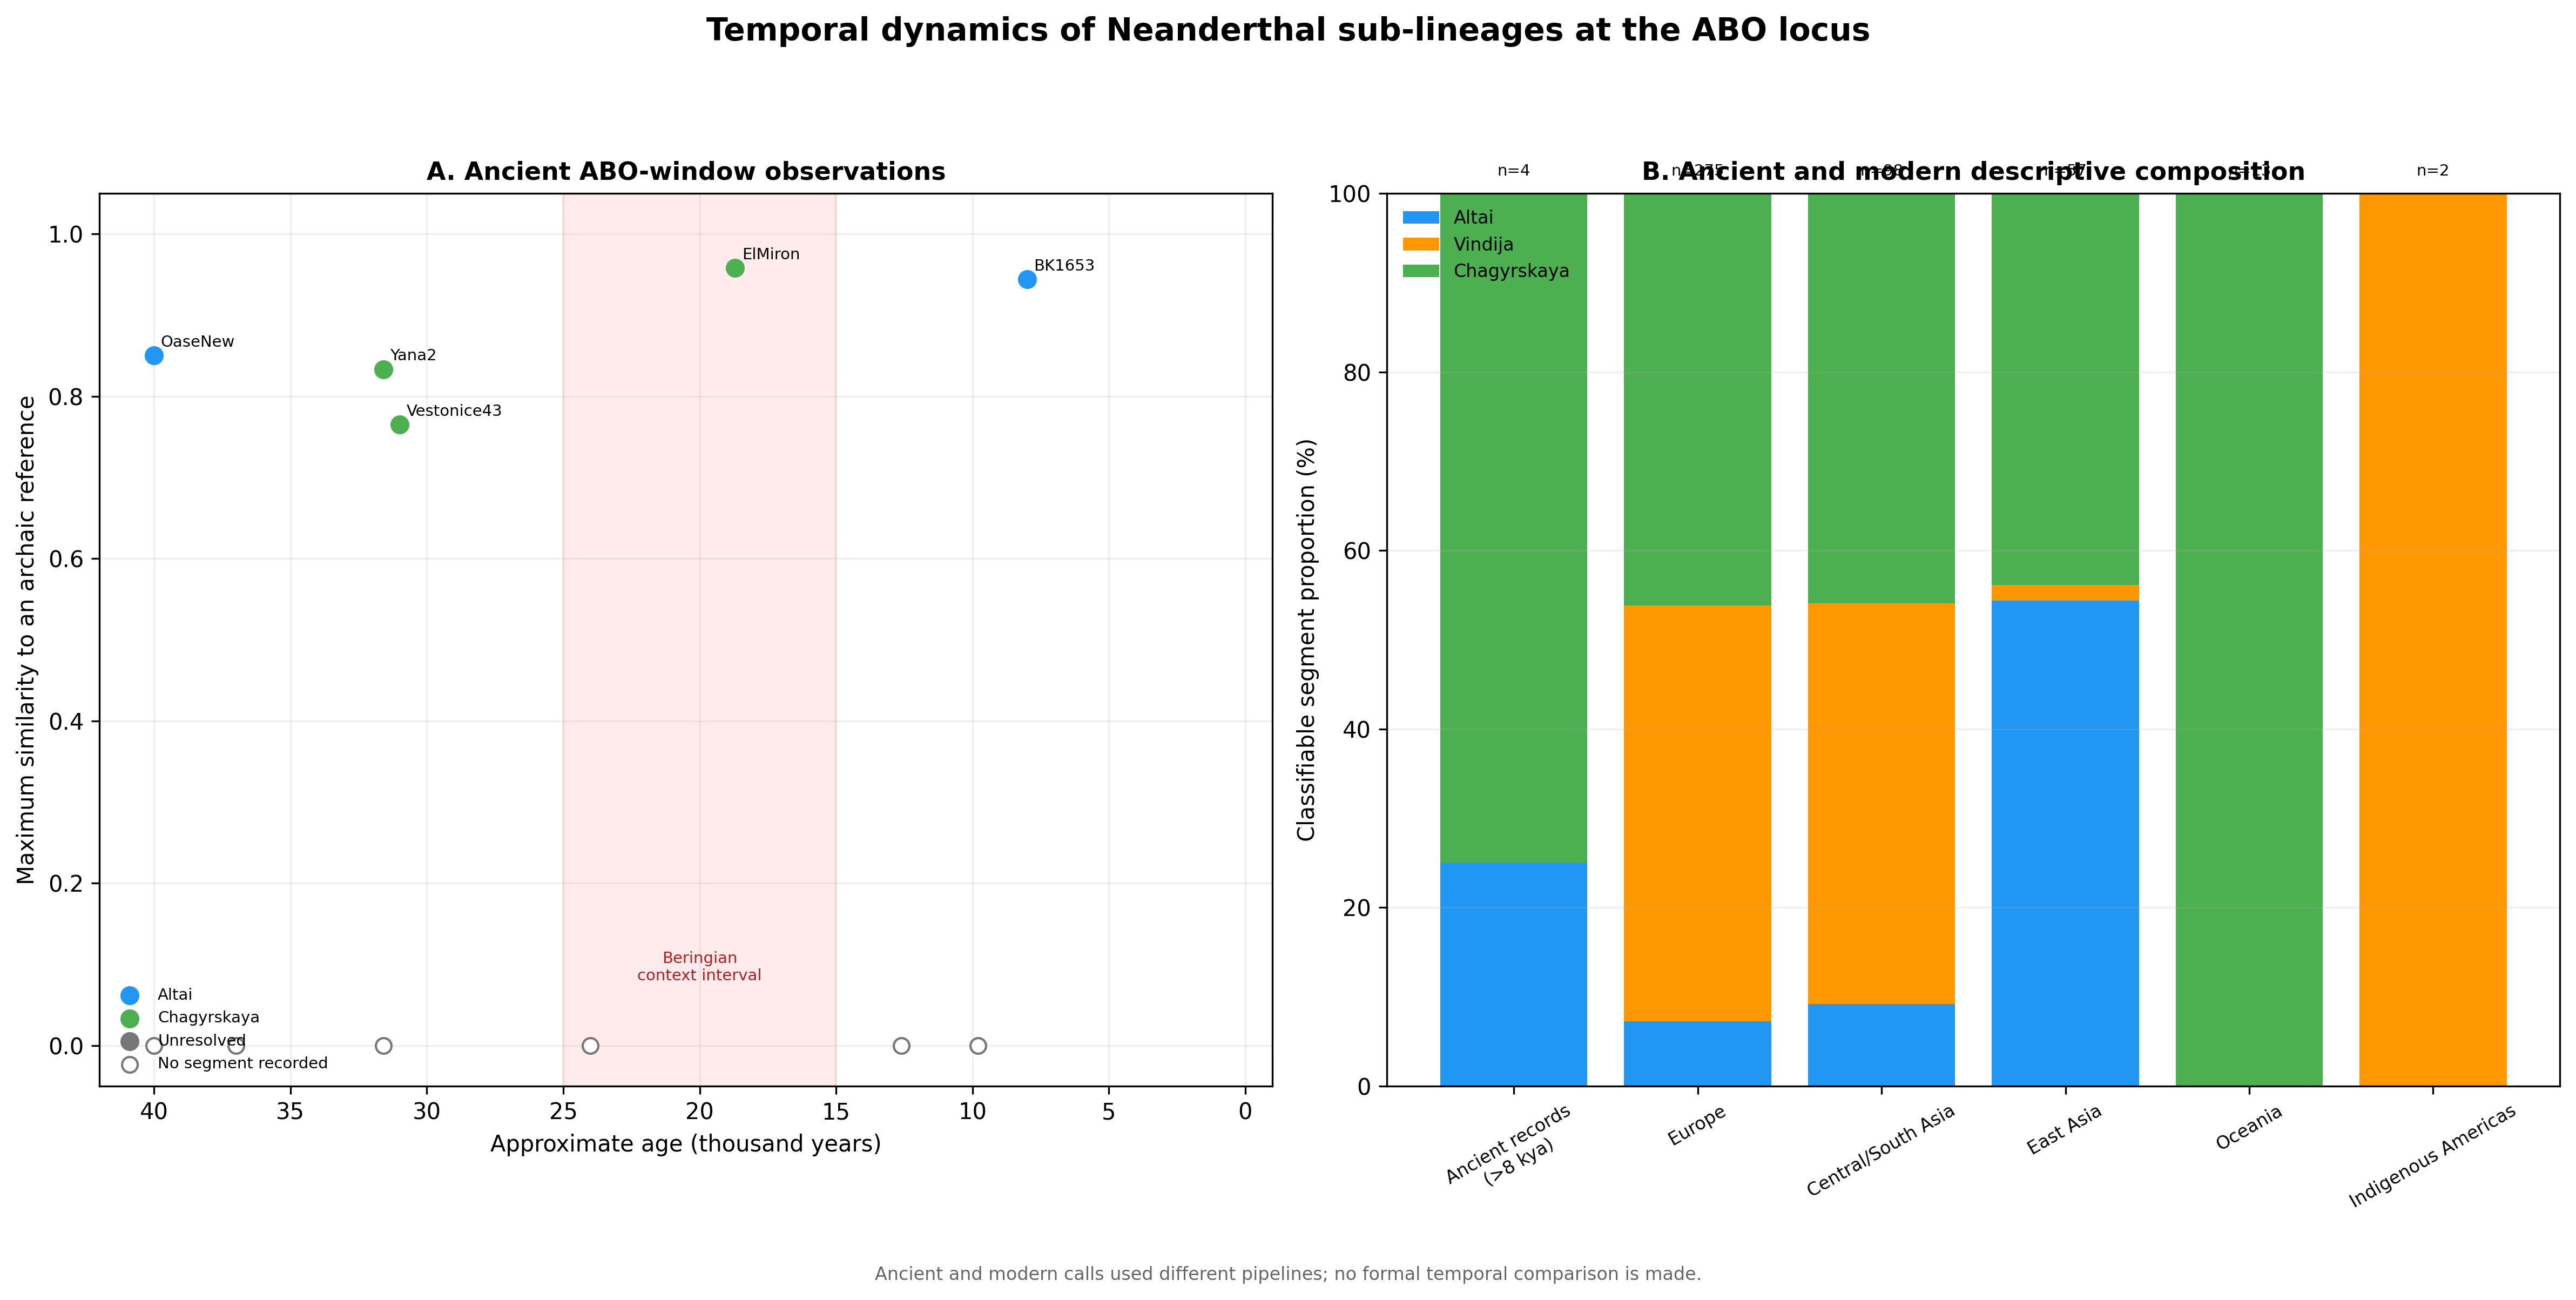 Temporal dynamics of Neanderthal sub-lineages at the ABO locus
A. Ancient ABO-window observations
Maximum similarity to an archaic reference
1.0
0.8
0.6
0.4
0.2
0.0
OaseNew
Yana2
Vestonice43
ElMiron
BK1653
Beringian
context interval
Altai
Chagyrskaya
Unresolved
No segment recorded
40
35
30
25
20
15
10
5
0
Approximate age (thousand years)
B. Ancient and modern descriptive composition
n=4
n=275
n=98
n=57
n=2
Classifiable segment proportion (%)
100
80
60
40
20
0
Altai
Vindija
Chagyrskaya
Ancient records
(>8 kya)
Europe
Central/South Asia
East Asia
Oceania
Indigenous Americas
Ancient and modern calls used different pipelines; no formal temporal comparison is made.